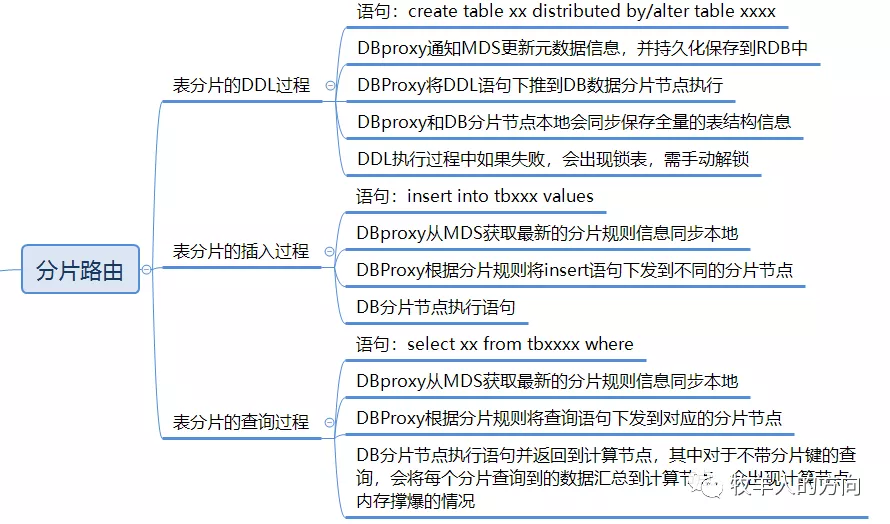 分片路由
表分片的DDL过程
语句：create table xx distributed by/alter table xxxx
DBproxy通知MDS更新元数据信息，并持久化保存到RDB中
DBProxy将DDL语句下推到DB数据分片节点执行
DBproxy和DB分片节点本地会同步保存全量的表结构信息
DDL执行过程中如果失败，会出现锁表，需手动解锁
表分片的插入过程
语句：insert into tbxxx values
DBproxy从MDS获取最新的分片规则信息同步本地
DBProxy根据分片规则将insert语句下发到不同的分片节点
DB分片节点执行语句
表分片的查询过程
语句：select xx from tbxxxx where
DBproxy从MDS获取最新的分片规则信息同步本地
DBProxy根据分片规则将查询语句下发到对应的分片节点
DB分片节点执行语句并返回到计算节点，其中对于不带分片键的查
询，会将每个分片查询到的数据汇总到计算节点，会出现计算节点
内存撑爆的情况
牧羊人的方向